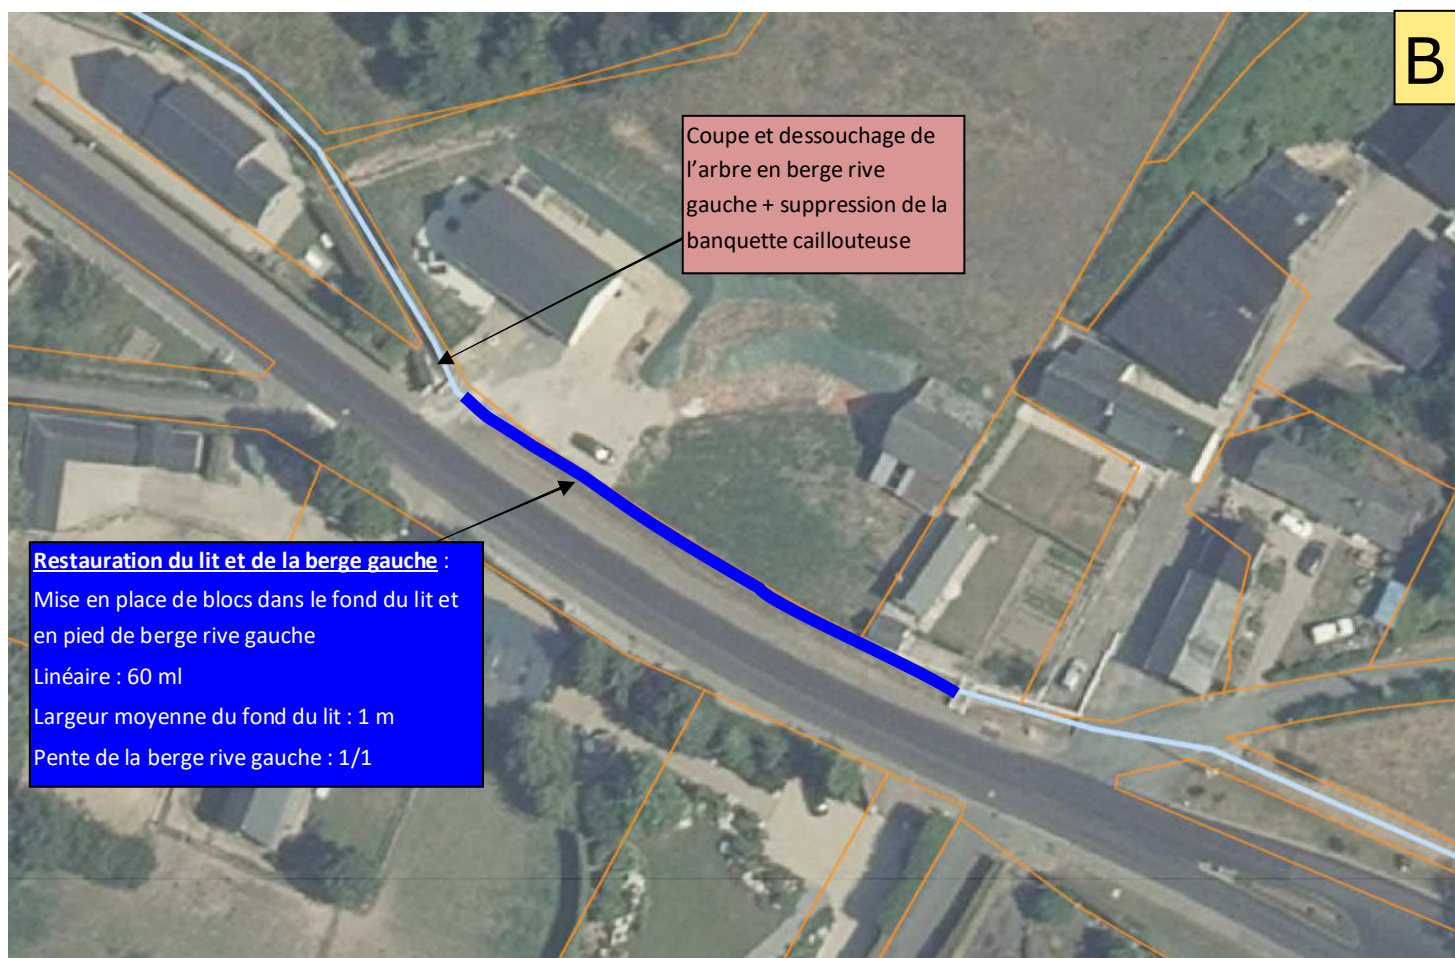 B
Coupe et dessouchage de
l’arbre en berge rive
gauche + suppression de la
banquette caillouteuse
Restauration du lit et de la berge gauche :
Mise en place de blocs dans le fond du lit et
en pied de berge rive gauche
Linéaire : 60 ml
Largeur moyenne du fond du lit : 1 m
Pente de la berge rive gauche : 1/1